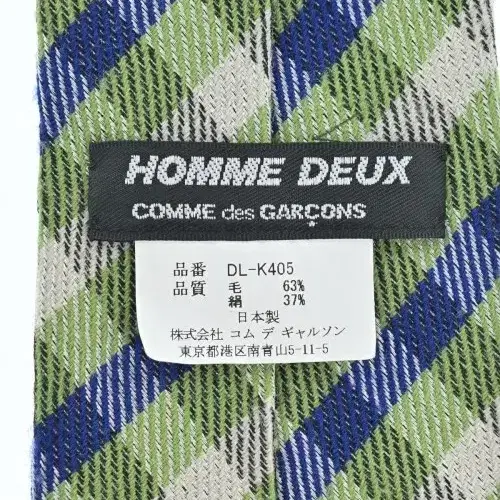 HOMME DEUX
COMME des GARÇONS
品番 DL-K405
品質 毛 63%
絹 37%
日本製
株式会社 コム デ ギャルソン
東京都港区南青山5-11-5